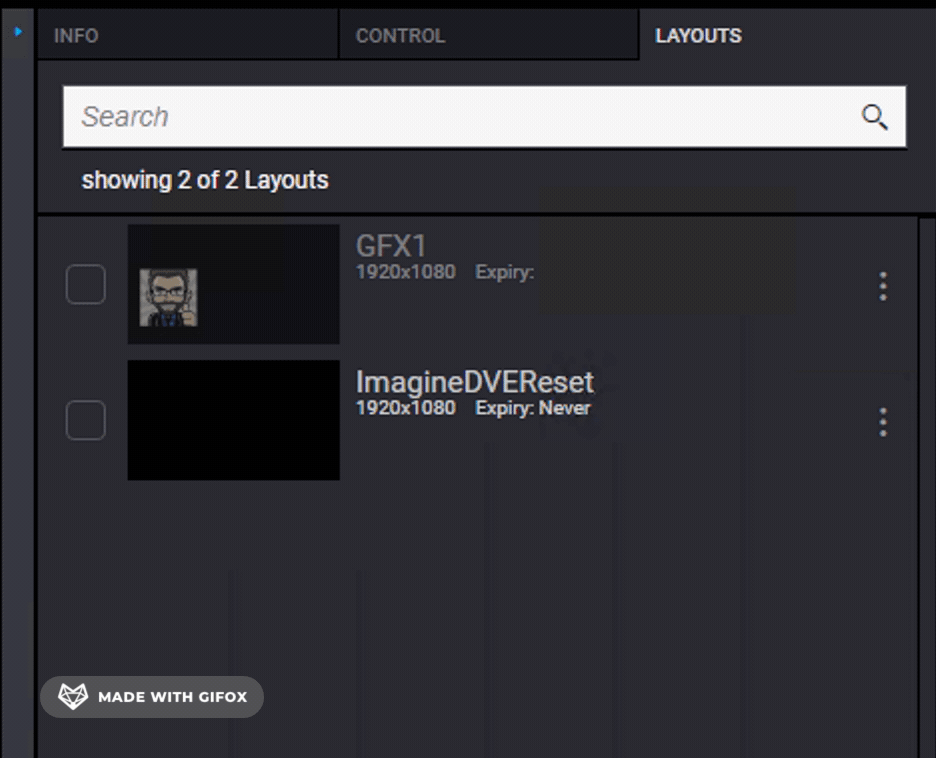 INFO CONTROL LAYOUTS
Search
showing 2 of 2 Layouts
GFX1
1920x1080 Expiry:
ImagineDVEReset
1920x1080 Expiry: Never
MADE WITH GIFOX